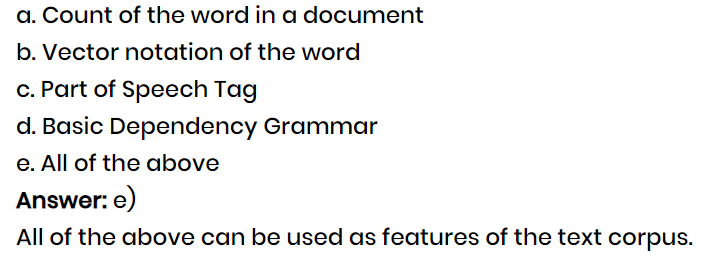 a. Count of the word in a document
b. Vector notation of the word
c. Part of Speech Tag
d. Basic Dependency Grammar
e. All of the above
Answer: e)
All of the above can be used as features of the text corpus.